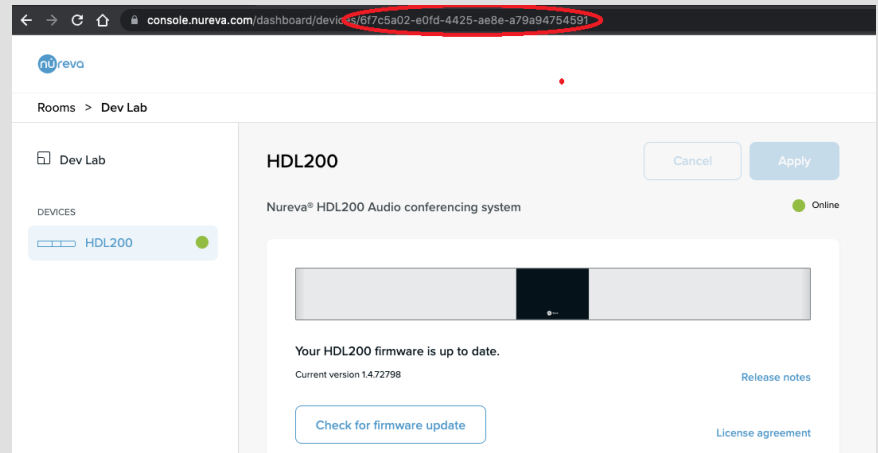 console.nureva.com/dashboard/devices/6f7c5a02-e0fd-4425-ae8e-a79a94754591
nureva
Rooms > Dev Lab
Dev Lab
HDL200
Cancel
Apply
DEVICES
Nureva® HDL200 Audio conferencing system
Online
HDL200
Your HDL200 firmware is up to date.
Current version 1.4.72798
Release notes
Check for firmware update
License agreement